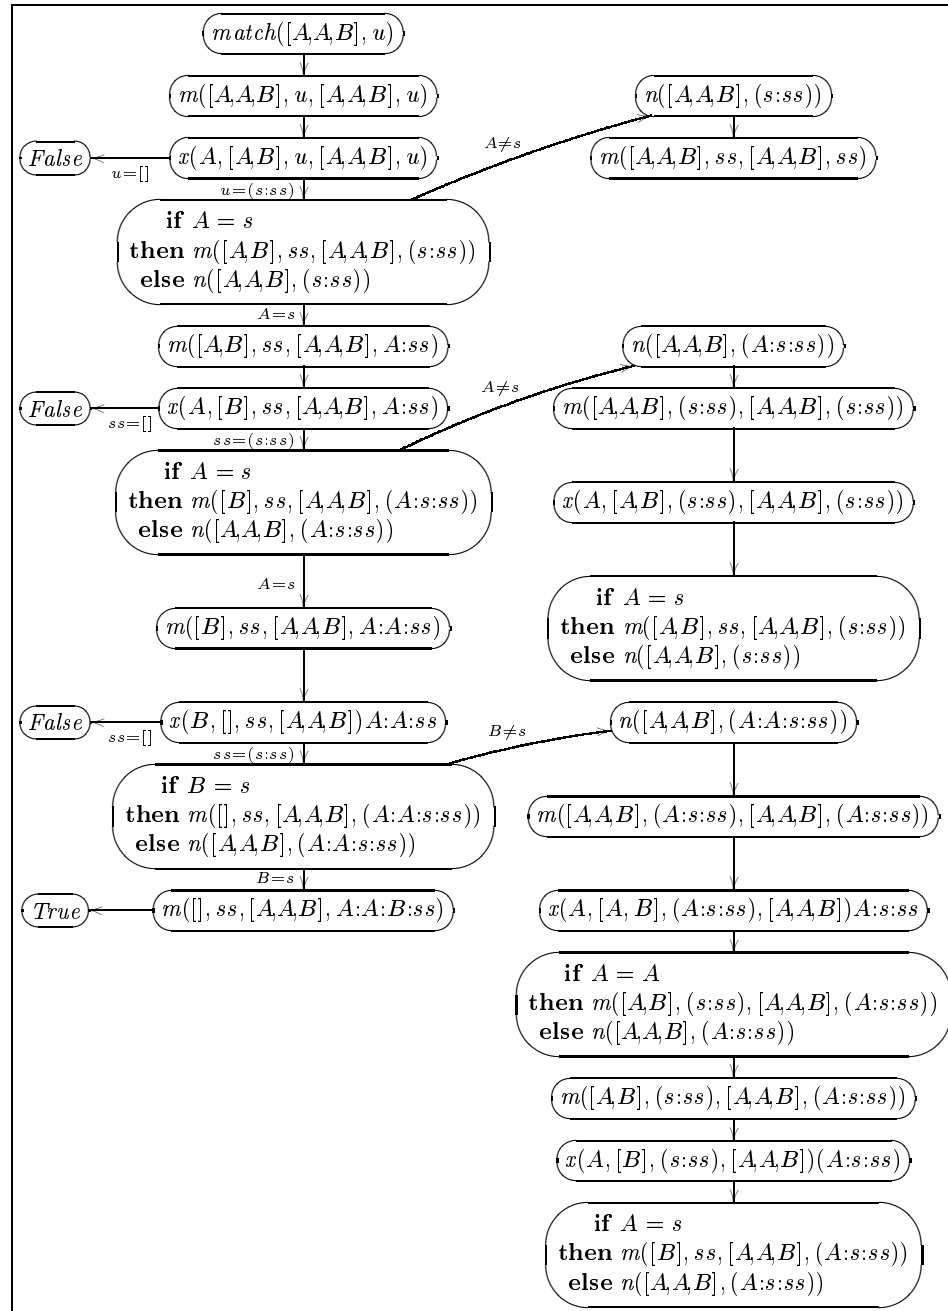 match([A,A,B], u)
m([A,A,B], u, [A,A,B], u)
n([A,A,B], (s:ss))
False
u=[]
x(A, [A,B], u, [A,A,B], u)
A≠s
m([A,A,B], ss, [A,A,B], ss)
u=(s:ss)
if A = s
then m([A,B], ss, [A,A,B], (s:ss))
else n([A,A,B], (s:ss))
A=s
m([A,B], ss, [A,A,B], A:ss)
n([A,A,B], (A:s:ss))
False
ss=[]
x(A, [B], ss, [A,A,B], A:ss)
A≠s
m([A,A,B], (s:ss), [A,A,B], (s:ss))
ss=(s:ss)
if A = s
then m([B], ss, [A,A,B], (A:s:ss))
else n([A,A,B], (A:s:ss))
x(A, [A,B], (s:ss), [A,A,B], (s:ss))
A=s
m([B], ss, [A,A,B], A:A:ss)
if A = s
then m([A,B], ss, [A,A,B], (s:ss))
else n([A,A,B], (s:ss))
False
ss=[]
x(B, [], ss, [A,A,B])A:A:ss
B≠s
n([A,A,B], (A:A:s:ss))
ss=(s:ss)
if B = s
then m([], ss, [A,A,B], (A:A:s:ss))
else n([A,A,B], (A:A:s:ss))
m([A,A,B], (A:s:ss), [A,A,B], (A:s:ss))
B=s
True
m([], ss, [A,A,B], A:A:B:ss)
x(A, [A, B], (A:s:ss), [A,A,B])A:s:ss
if A = A
then m([A,B], (s:ss), [A,A,B], (A:s:ss))
else n([A,A,B], (A:s:ss))
m([A,B], (s:ss), [A,A,B], (A:s:ss))
x(A, [B], (s:ss), [A,A,B])(A:s:ss)
if A = s
then m([B], ss, [A,A,B], (A:s:ss))
else n([A,A,B], (A:s:ss))